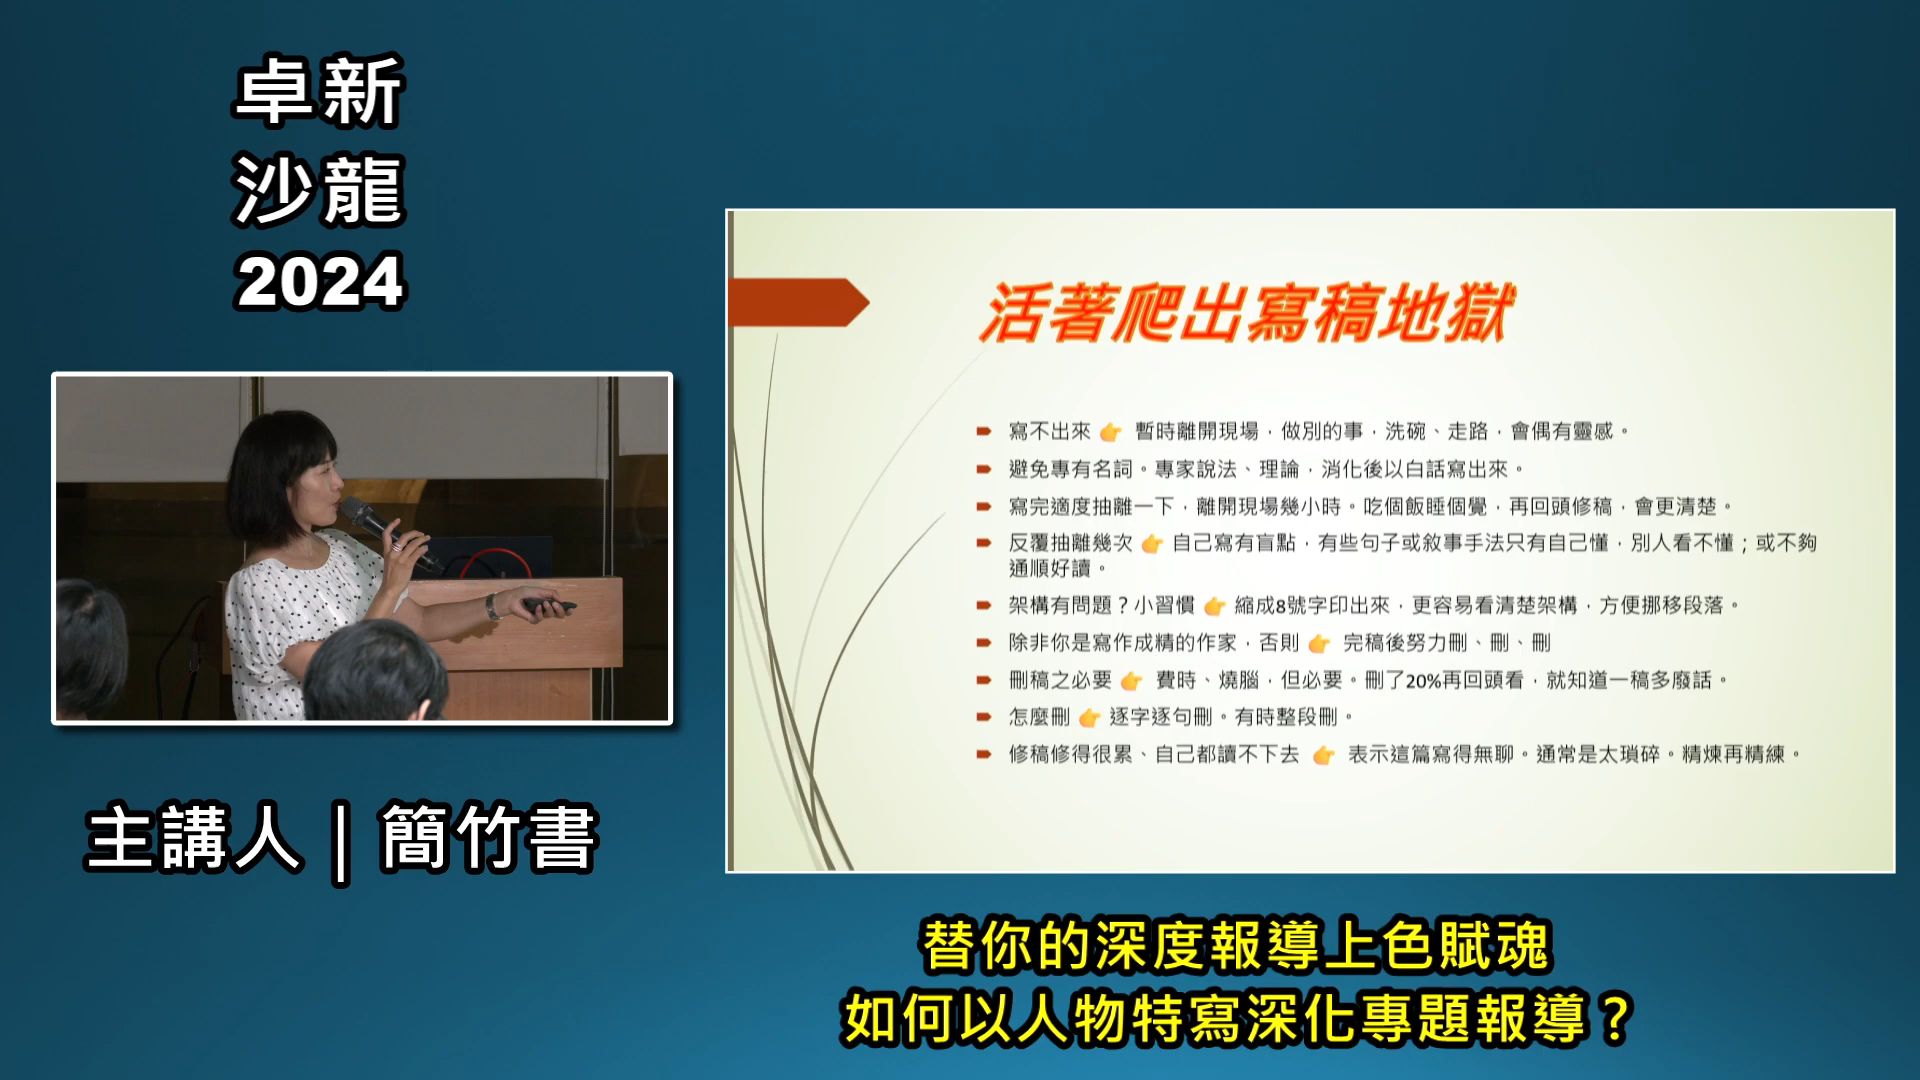 卓新
沙龍
2024
主講人｜簡竹書
活著爬出寫稿地獄
寫不出來 👉 暫時離開現場，做別的事，洗碗、走路，會偶有靈感。
避免專有名詞。專家說法、理論，消化後以白話寫出來。
寫完適度抽離一下，離開現場幾小時。吃個飯睡個覺，再回頭修稿，會更清楚。
反覆抽離幾次 👉 自己寫有盲點，有些句子或敘事手法只有自己懂，別人看不懂；或不夠
通順好讀。
架構有問題？小習慣 👉 縮成8號字印出來，更容易看清楚架構，方便挪移段落。
除非你是寫作成精的作家，否則 👉 完稿後努力刪、刪、刪
刪稿之必要 👉 費時、燒腦，但必要。刪了20%再回頭看，就知道一稿多廢話。
怎麼刪 👉 逐字逐句刪。有時整段刪。
修稿修得很累、自己都讀不下去 👉 表示這篇寫得無聊。通常是太瑣碎。精煉再精練。
替你的深度報導上色賦魂
如何以人物特寫深化專題報導？